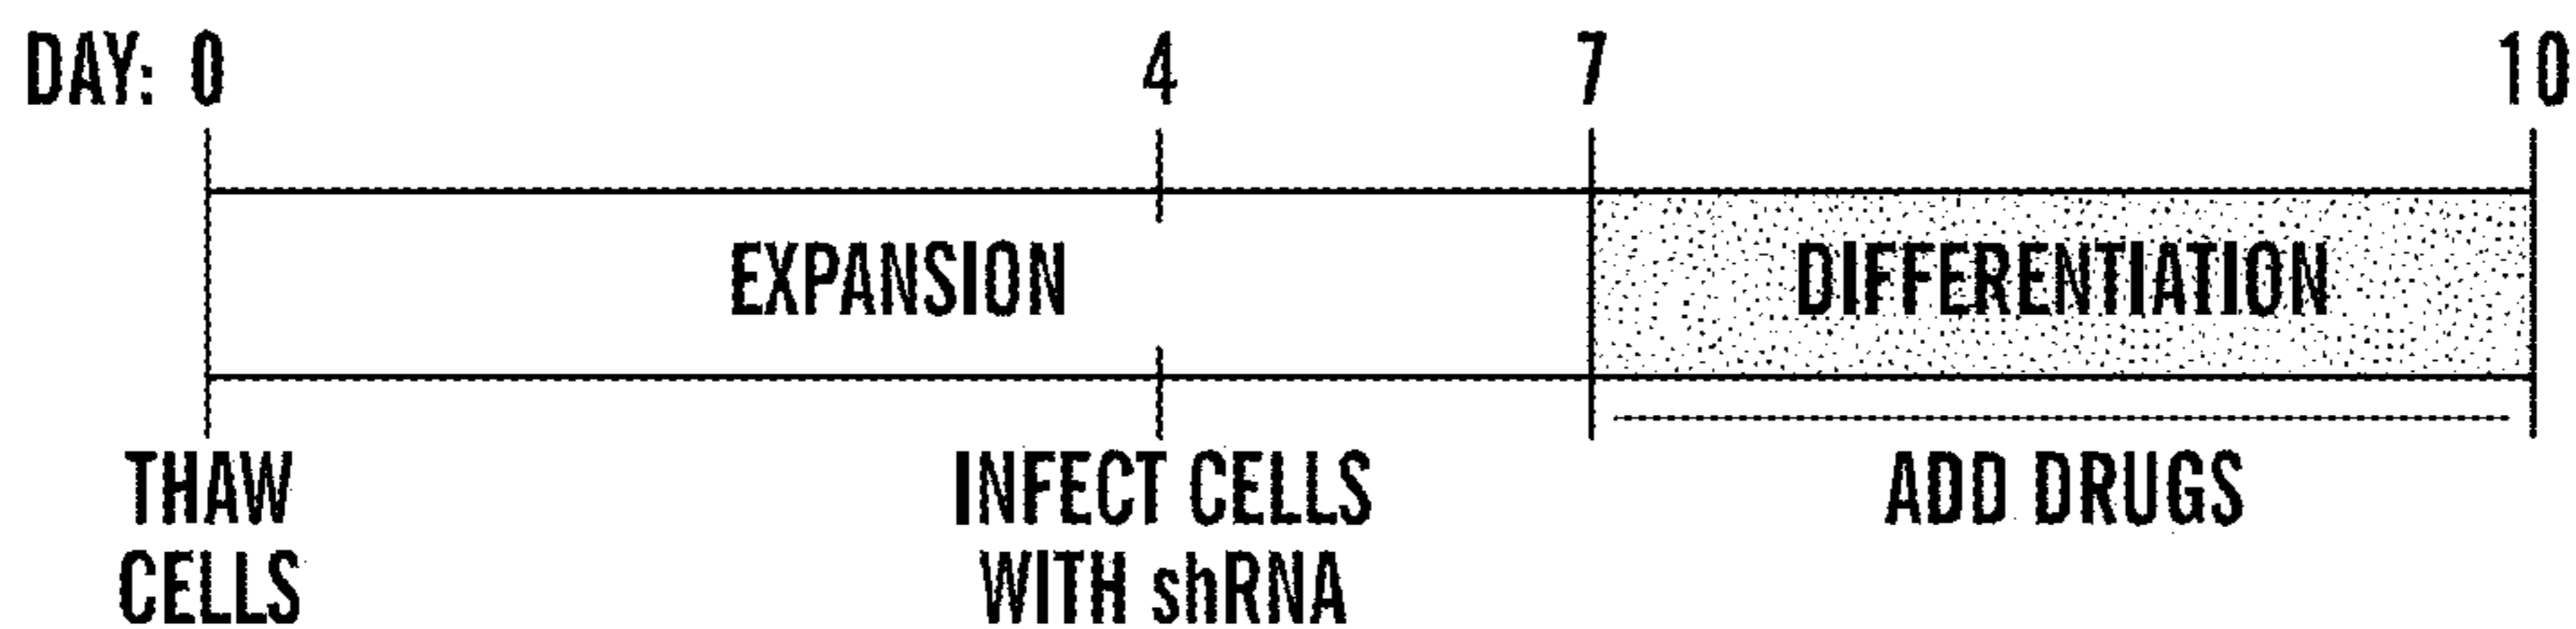 DAY: 0 4 7 10
EXPANSION DIFFERENTIATION
THAW CELLS
INFECT CELLS
WITH shRNA
ADD DRUGS